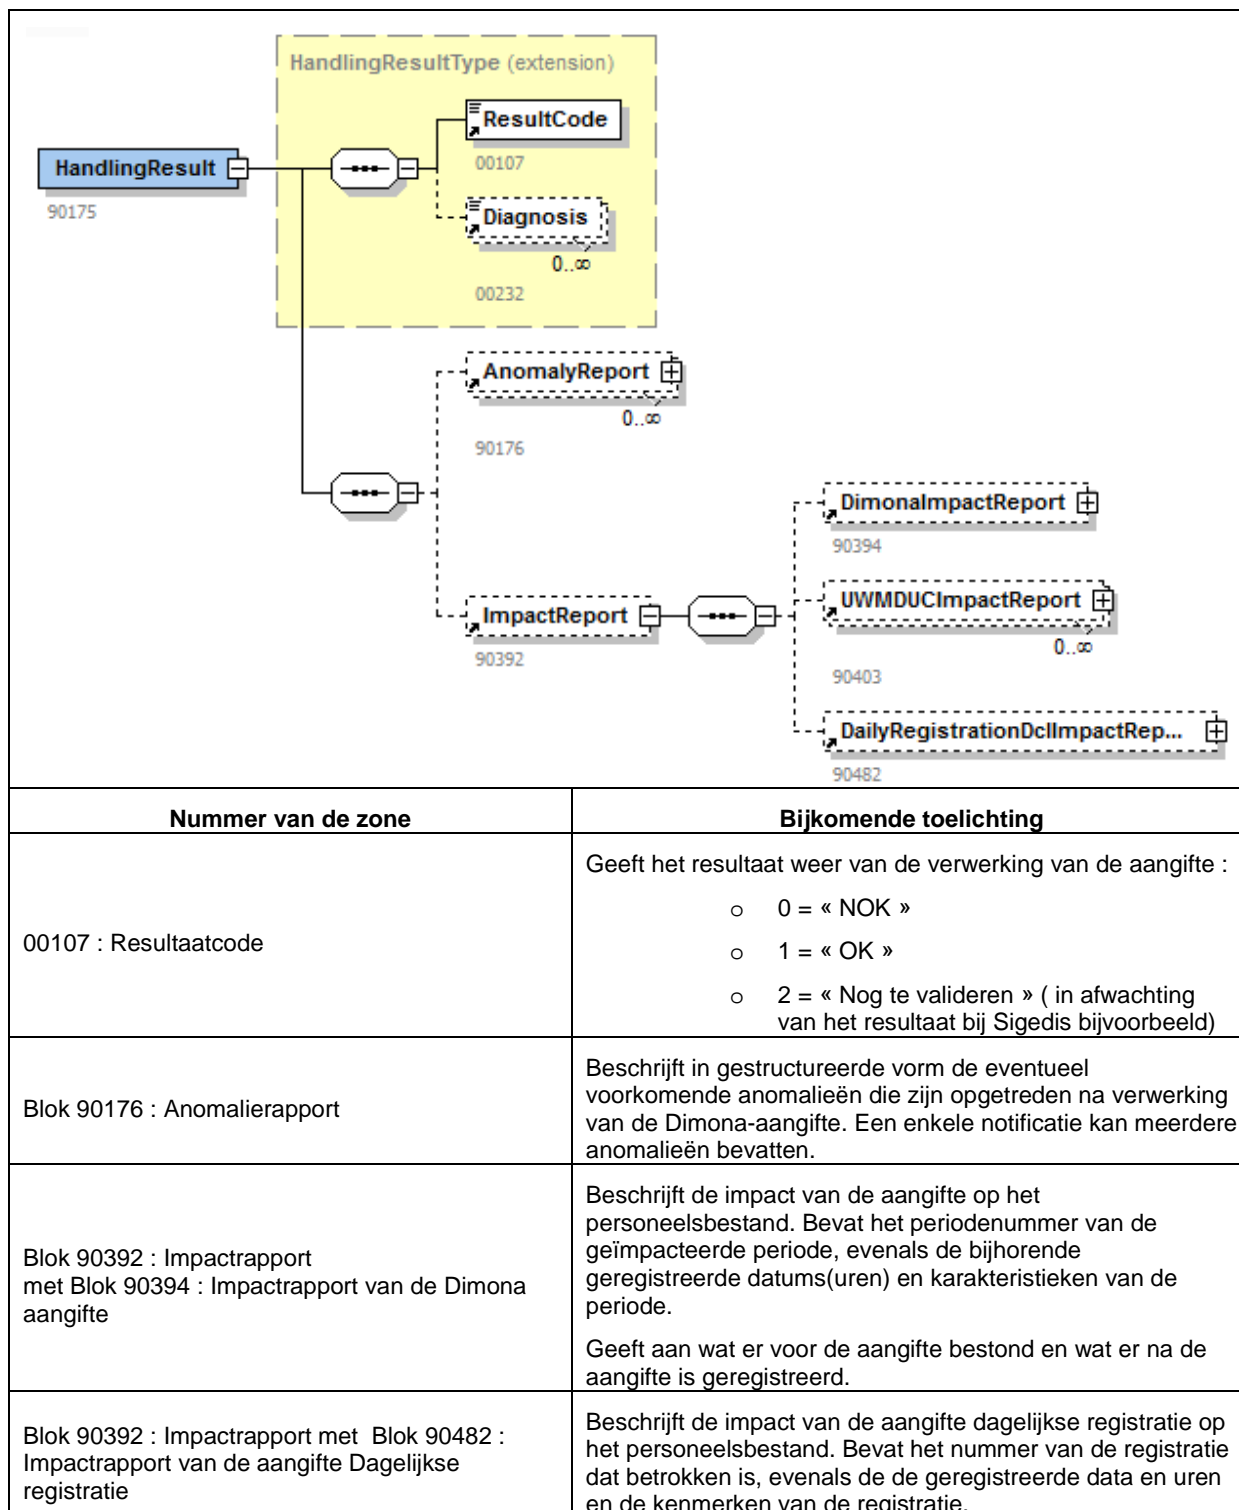 HandlingResultType (extension)
ResultCode
00107
HandlingResult
90175
Diagnosis
0..∞
00232
AnomalyReport
0..∞
90176
DimonaImpactReport
90394
UWMDUCImpactReport
0..∞
90403
ImpactReport
90392
DailyRegistrationDclImpactRep...
90482
Nummer van de zone
Bijkomende toelichting
00107 : Resultaatcode
Geeft het resultaat weer van de verwerking van de aangifte :
o 0 = « NOK »
o 1 = « OK »
o 2 = « Nog te valideren » ( in afwachting
van het resultaat bij Sigedis bijvoorbeeld)
Blok 90176 : Anomalierapport
Beschrijft in gestructureerde vorm de eventueel
voorkomende anomalieën die zijn opgetreden na verwerking
van de Dimona-aangifte. Een enkele notificatie kan meerdere
anomalieën bevatten.
Blok 90392 : Impactrapport
met Blok 90394 : Impactrapport van de Dimona
aangifte
Beschrijft de impact van de aangifte op het
personeelsbestand. Bevat het periodenummer van de
geïmpacteerde periode, evenals de bijhorende
geregistreerde datums(uren) en karakteristieken van de
periode.
Geeft aan wat er voor de aangifte bestond en wat er na de
aangifte is geregistreerd.
Blok 90392 : Impactrapport met Blok 90482 :
Impactrapport van de aangifte Dagelijkse
registratie
Beschrijft de impact van de aangifte dagelijkse registratie op
het personeelsbestand. Bevat het nummer van de registratie
dat betrokken is, evenals de de geregistreerde data en uren
en de kenmerken van de registratie.